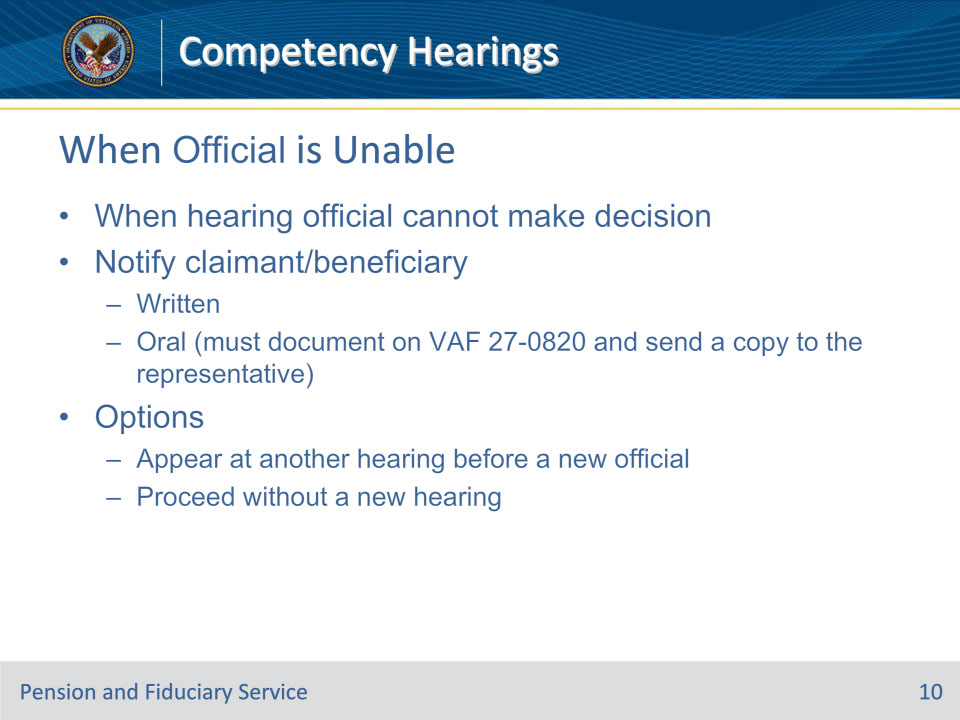 DEPARTMENT OF VETERANS AFFAIRS
UNITED STATES OF AMERICA
Competency Hearings
When Official is Unable
• When hearing official cannot make decision
• Notify claimant/beneficiary
– Written
– Oral (must document on VAF 27-0820 and send a copy to the
representative)
• Options
– Appear at another hearing before a new official
– Proceed without a new hearing
Pension and Fiduciary Service
10